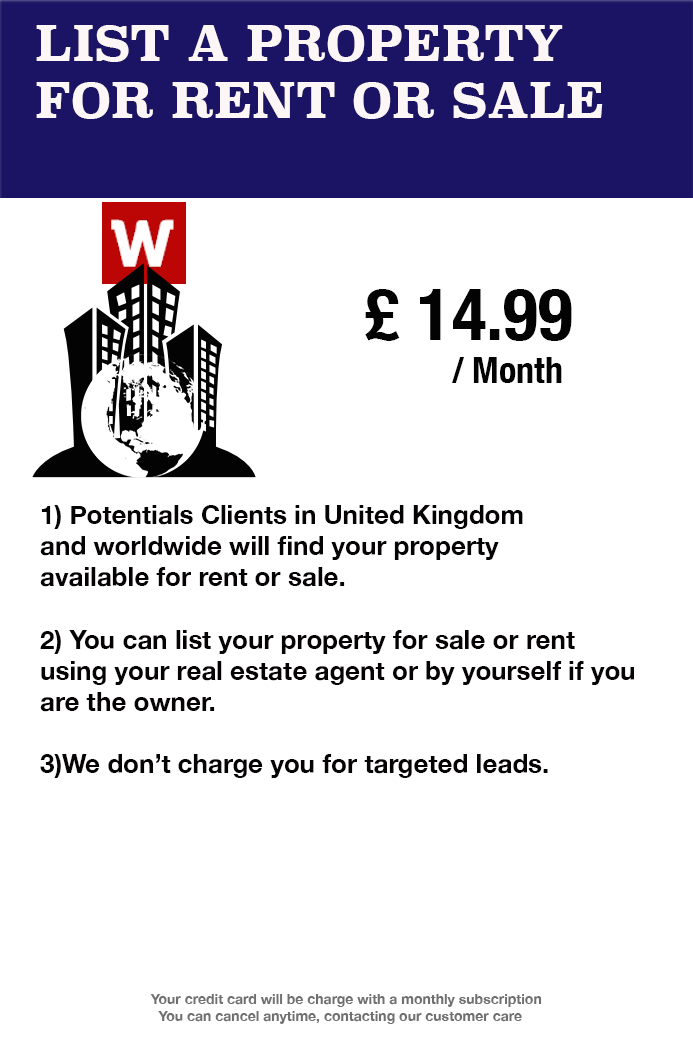 LIST A PROPERTY
FOR RENT OR SALE
W
£ 14.99
/ Month
1) Potentials Clients in United Kingdom
and worldwide will find your property
available for rent or sale.
2) You can list your property for sale or rent
using your real estate agent or by yourself if you
are the owner.
3)We don’t charge you for targeted leads.
Your credit card will be charge with a monthly subscription
You can cancel anytime, contacting our customer care